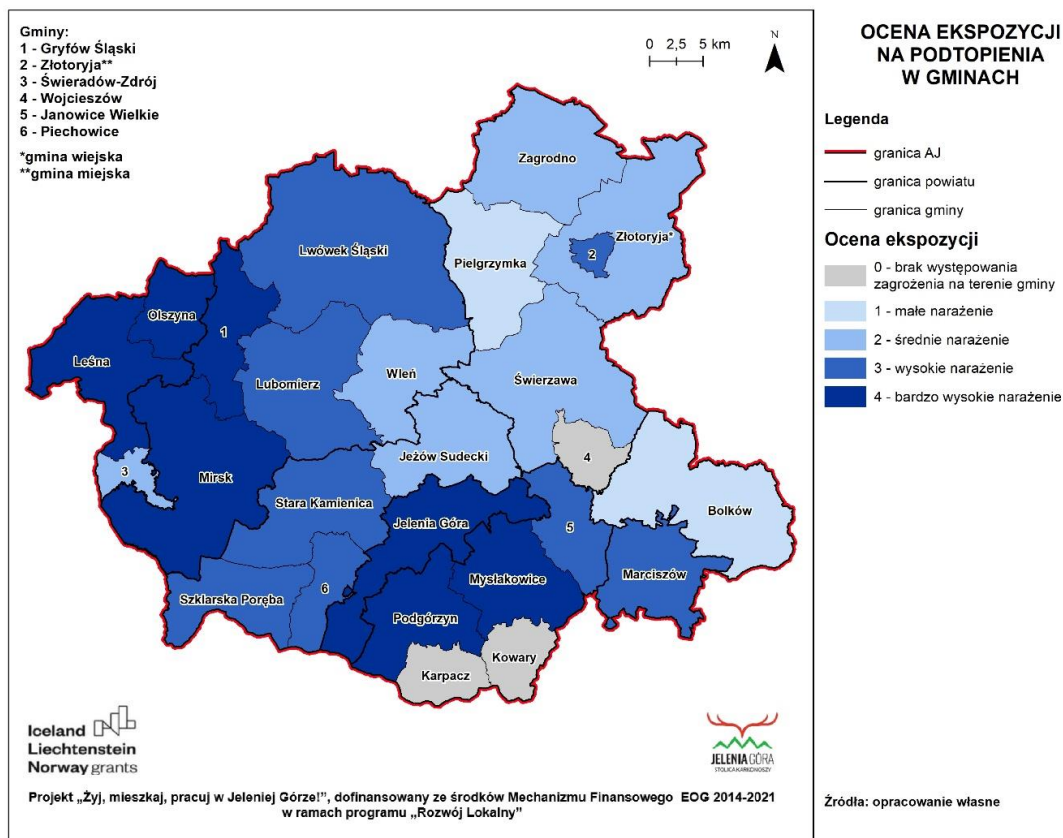 Gminy:
1 - Gryfów Śląski
2 - Złotoryja**
3 - Świeradów-Zdrój
4 - Wojcieszów
5 - Janowice Wielkie
6 - Piechowice
*gmina wiejska
**gmina miejska
0 2,5 5 km
N
Zagrodno
Złotoryja*
2
Pielgrzymka
Lwówek Śląski
Olszyna
1
Leśna
Lubomierz
Wleń
Świerzawa
3
Mirsk
Jeżów Sudecki
4
Stara Kamienica
Jelenia Góra
5
Bolków
Mysłakowice
Marciszów
Szklarska Poręba
6
Podgórzyn
Kowary
Karpacz
Iceland
Liechtenstein
Norway grants
JELENIA GÓRA
STOLICA KARKONOSZY
Projekt „Żyj, mieszkaj, pracuj w Jeleniej Górze!”, dofinansowany ze środków Mechanizmu Finansowego EOG 2014-2021
w ramach programu „Rozwój Lokalny”
OCENA EKSPOZYCJI
NA PODTOPIENIA
W GMINACH
Legenda
granica AJ
granica powiatu
granica gminy
Ocena ekspozycji
0 - brak występowania
zagrożenia na terenie gminy
1 - małe narażenie
2 - średnie narażenie
3 - wysokie narażenie
4 - bardzo wysokie narażenie
Źródła: opracowanie własne